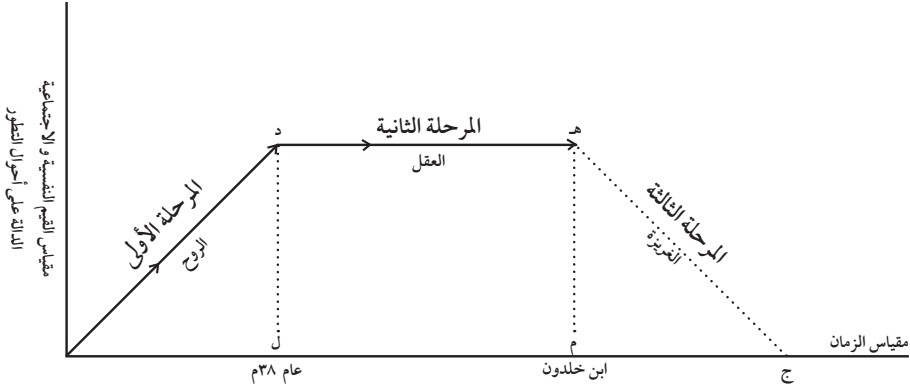 مقياس القيم النفسية و الاجتماعية
الدالة على أحوال التطور
المرحلة الأولى
الروح
د
المرحلة الثانية
العقل
هـ
المرحلة الثالثة
الغريزة
ل
م
مقياس الزمان
عام ٣٨م
ابن خلدون
ج